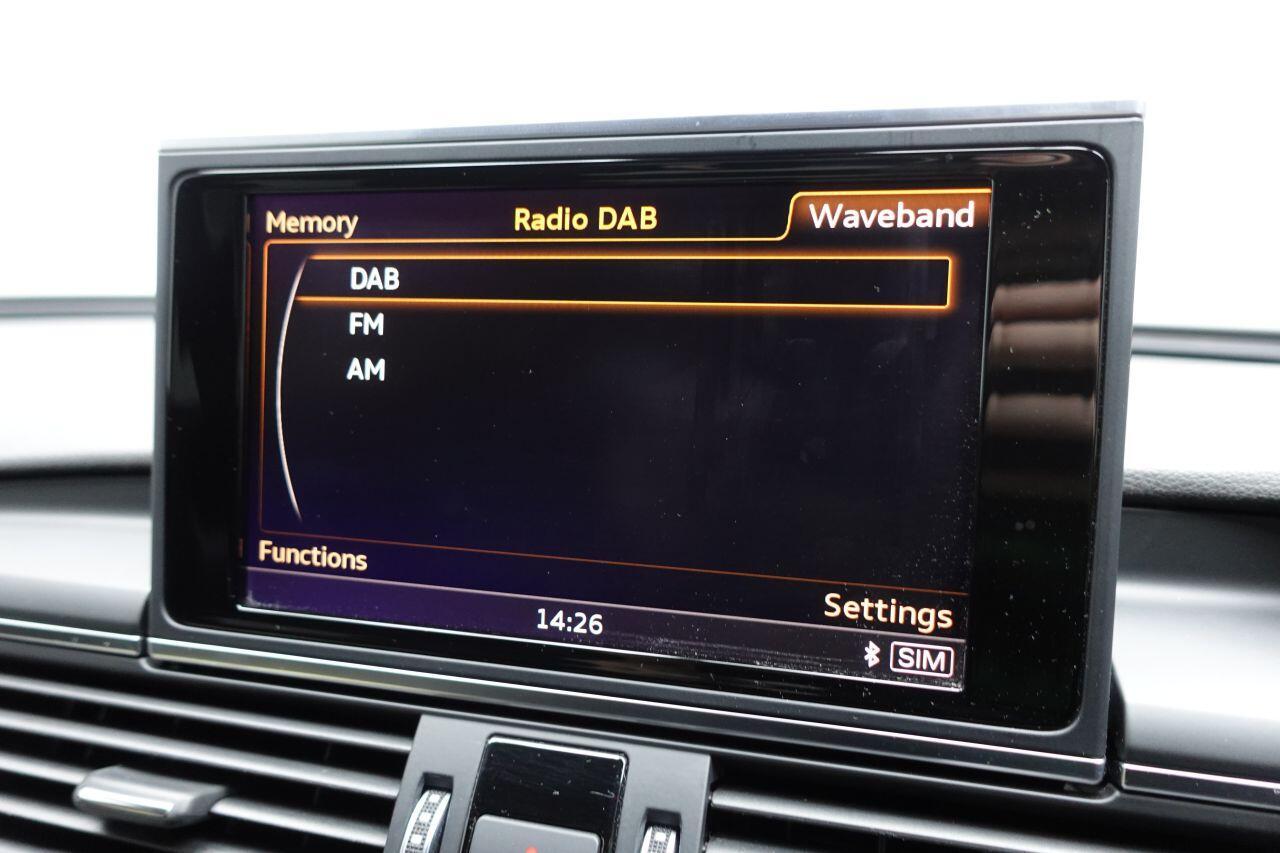 Memory Radio DAB Waveband
DAB
FM
AM
Functions
Settings
14:26
SIM